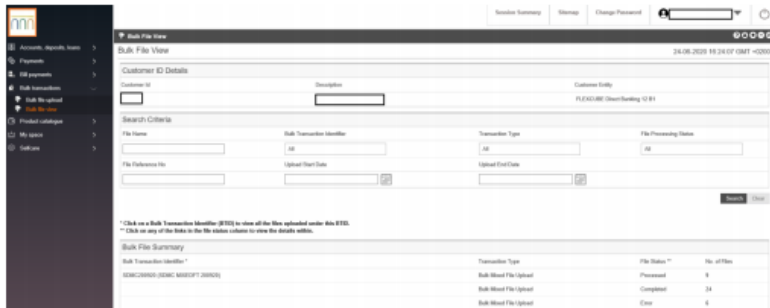 Session Summary Sitemap Change Password
Bulk File View
Bulk File View 24-06-2020 16:24:07 GMT +0200
Accounts, deposits, loans
Payments
Bill payments
Bulk transactions
Bulk file upload
Bulk file view
Product catalogue
My space
Selfcare
Customer ID Details
Customer Id Description Customer Entity
FLEXCUBE Direct Banking 12 B1
Search Criteria
File Name Bulk Transaction Identifier Transaction Type File Processing Status
All All All
File Reference No Upload Start Date Upload End Date
Search Clear
* Click on a Bulk Transaction Identifier (BTID) to view all the files uploaded under this BTID.
** Click on any of the links in the file status column to view the details within.
Bulk File Summary
Bulk Transaction Identifier * Transaction Type File Status ** No. of Files
Bulk Mixed File Upload Processed 9
Bulk Mixed File Upload Completed 24
Bulk Mixed File Upload Error 6